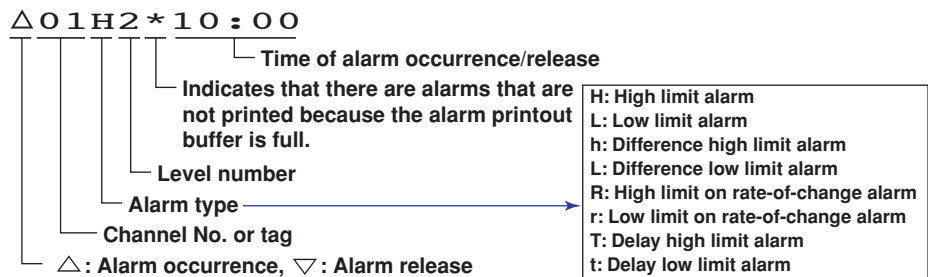 △01H2*10:00
Time of alarm occurrence/release
Indicates that there are alarms that are
not printed because the alarm printout
buffer is full.
Level number
Alarm type
Channel No. or tag
△: Alarm occurrence, ▽: Alarm release
H: High limit alarm
L: Low limit alarm
h: Difference high limit alarm
L: Difference low limit alarm
R: High limit on rate-of-change alarm
r: Low limit on rate-of-change alarm
T: Delay high limit alarm
t: Delay low limit alarm